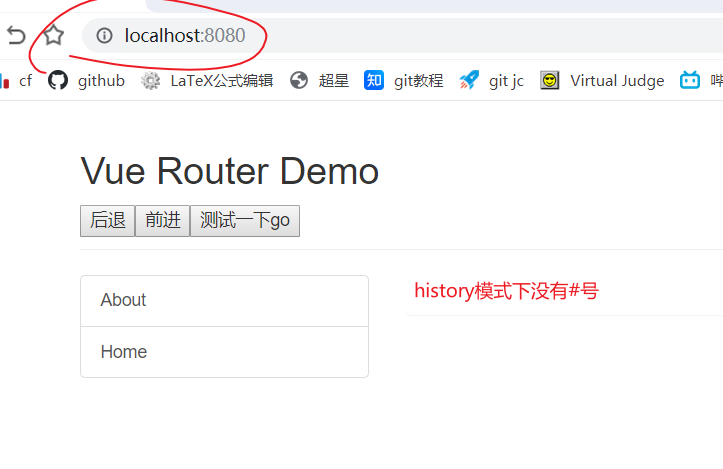 localhost:8080
cf github LaTeX公式编辑 超星 知 git教程 git jc Virtual Judge 哔
Vue Router Demo
后退 前进 测试一下go
About
history模式下没有#号
Home